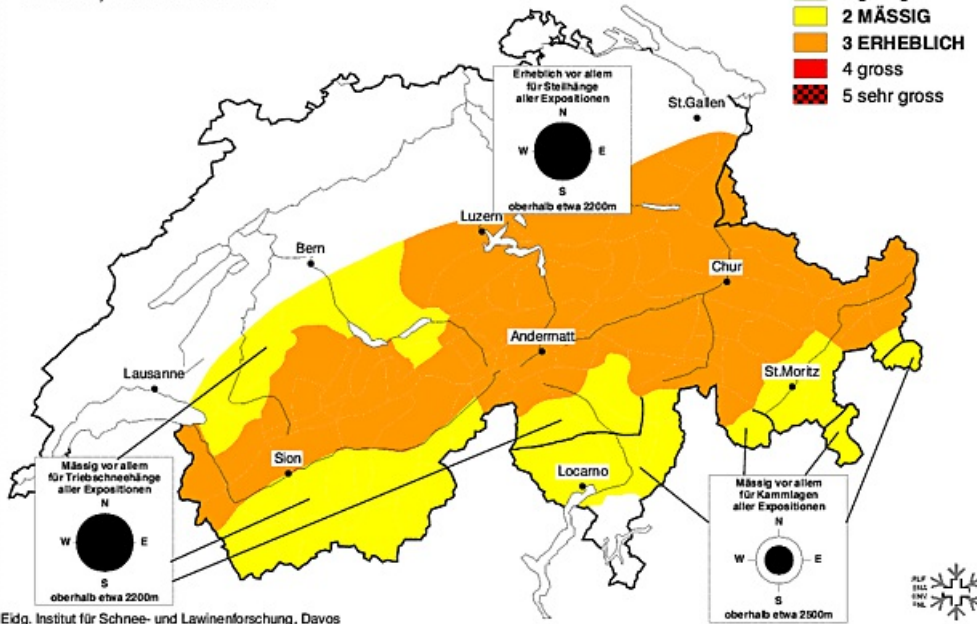 2 MÄSSIG
3 ERHEBLICH
4 gross
5 sehr gross
Erheblich vor allem
für Steilhänge
aller Expositionen
N
W E
S
oberhalb etwa 2200m
St.Gallen
Luzern
Bern
Chur
Andermatt
Lausanne
St.Moritz
Sion
Locarno
Mässig vor allem
für Triebschneehänge
aller Expositionen
N
W E
S
oberhalb etwa 2200m
Mässig vor allem
für Kammlagen
aller Expositionen
N
W E
S
oberhalb etwa 2500m
SLF
Eidg. Institut für Schnee- und Lawinenforschung, Davos